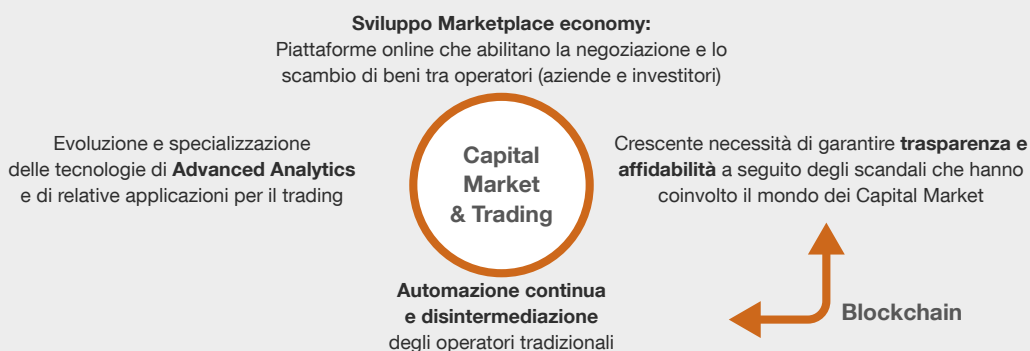 Sviluppo Marketplace economy:
Piattaforme online che abilitano la negoziazione e lo
scambio di beni tra operatori (aziende e investitori)
Evoluzione e specializzazione
delle tecnologie di Advanced Analytics
e di relative applicazioni per il trading
Capital
Market
& Trading
Crescente necessità di garantire trasparenza e
affidabilità a seguito degli scandali che hanno
coinvolto il mondo dei Capital Market
Automazione continua
e disintermediazione
degli operatori tradizionali
Blockchain